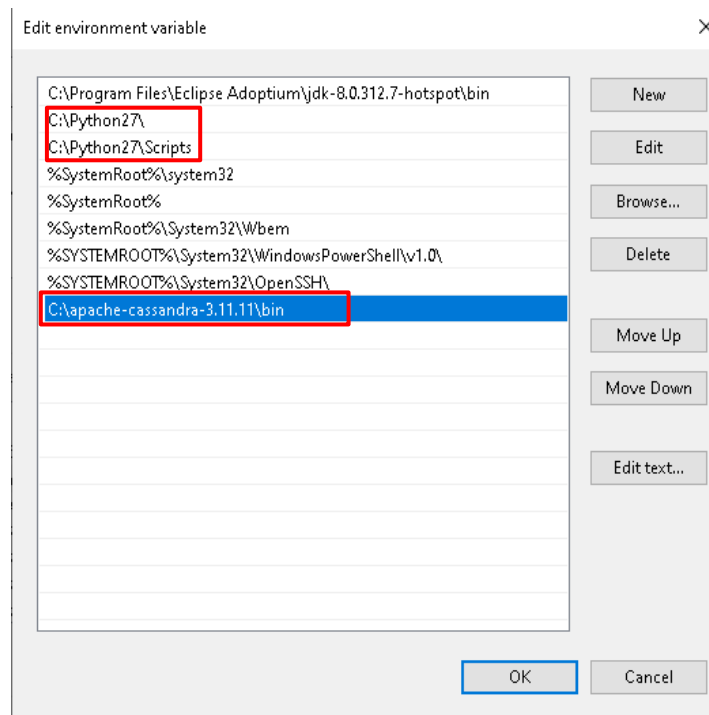 Edit environment variable
C:\Program Files\Eclipse Adoptium\jdk-8.0.312.7-hotspot\bin
New
C:\Python27\
C:\Python27\Scripts
Edit
%SystemRoot%\system32
%SystemRoot%
Browse...
%SystemRoot%\System32\Wbem
%SYSTEMROOT%\System32\WindowsPowerShell\v1.0\
Delete
%SYSTEMROOT%\System32\OpenSSH\
C:\apache-cassandra-3.11.11\bin
Move Up
Move Down
Edit text...
OK
Cancel